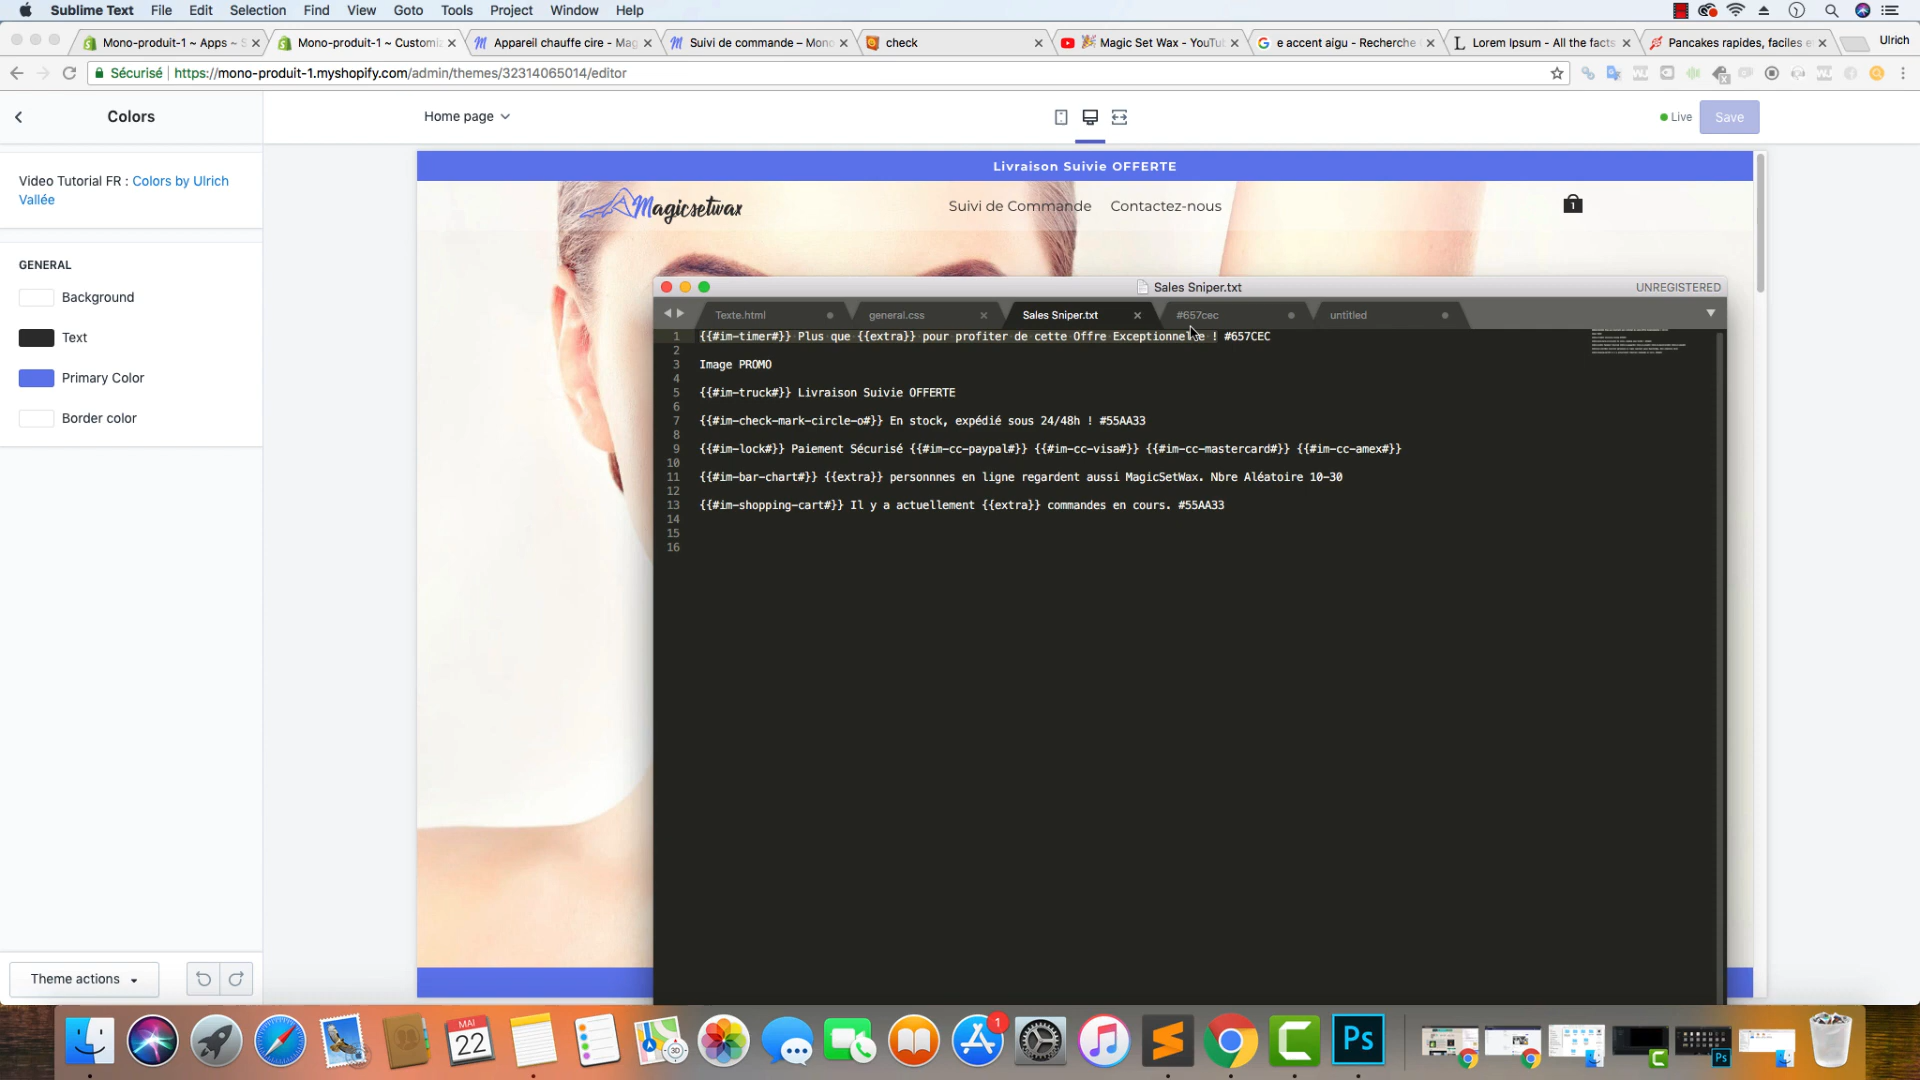 Sublime Text File Edit Selection Find View Goto Tools Project Window Help
Mono-produit-1 ~ Apps ~ S
Mono-produit-1 ~ Customiz
Appareil chauffe cire - Mag
Suivi de commande – Mono
check
Magic Set Wax - YouTu
e accent aigu - Recherche
Lorem Ipsum - All the facts
Pancakes rapides, faciles e
Ulrich
Sécurisé https://mono-produit-1.myshopify.com/admin/themes/32314065014/editor
Colors
Home page
Live
Save
Video Tutorial FR : Colors by Ulrich
Vallée
GENERAL
Background
Text
Primary Color
Border color
Theme actions
Livraison Suivie OFFERTE
Magicsetwax
Suivi de Commande Contactez-nous
1
Sales Sniper.txt
UNREGISTERED
Texte.html
general.css
Sales Sniper.txt
#657cec
untitled
1 {{#im-timer#}} Plus que {{extra}} pour profiter de cette Offre Exceptionnelle ! #657CEC
2
3 Image PROMO
4
5 {{#im-truck#}} Livraison Suivie OFFERTE
6
7 {{#im-check-mark-circle-o#}} En stock, expédié sous 24/48h ! #55AA33
8
9 {{#im-lock#}} Paiement Sécurisé {{#im-cc-paypal#}} {{#im-cc-visa#}} {{#im-cc-mastercard#}} {{#im-cc-amex#}}
10
11 {{#im-bar-chart#}} {{extra}} personnnes en ligne regardent aussi MagicSetWax. Nbre Aléatoire 10-30
12
13 {{#im-shopping-cart#}} Il y a actuellement {{extra}} commandes en cours. #55AA33
14
15
16
MAI
22
3D
1
Ps
Ps